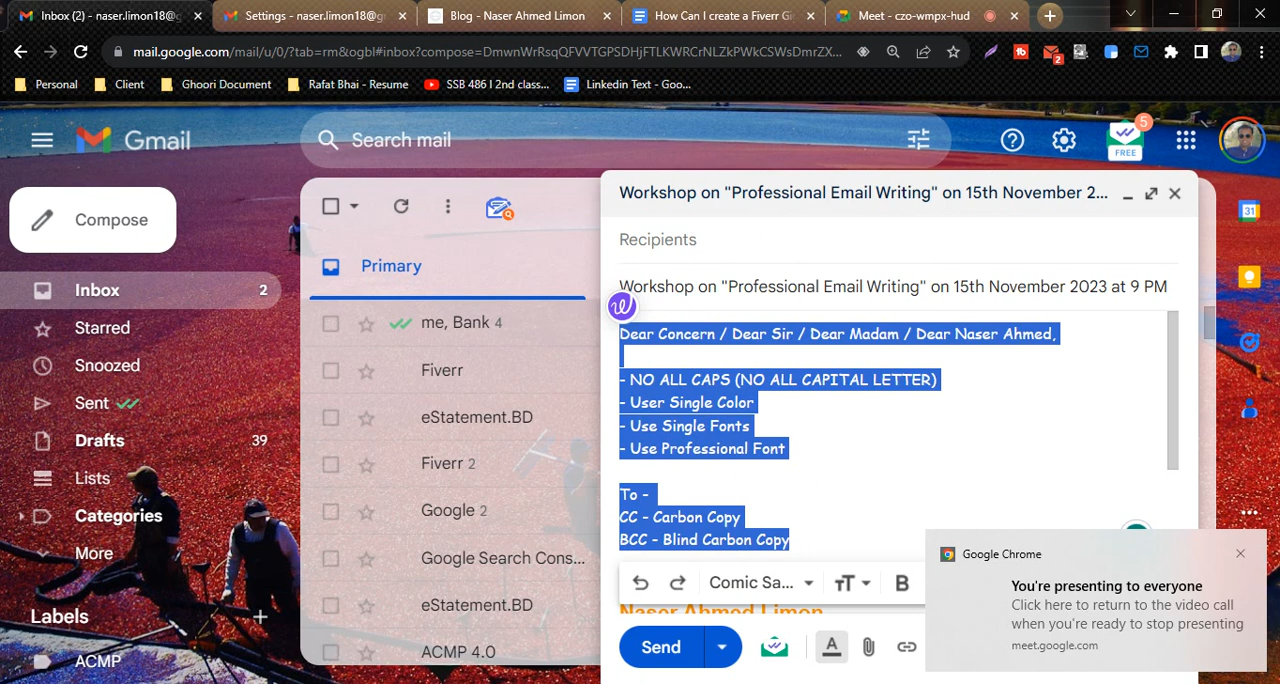 Inbox (2) - naser.limon18@g
Settings - naser.limon18@g
Blog - Naser Ahmed Limon
How Can I create a Fiverr Gi
Meet - czo-wmpx-hud
mail.google.com/mail/u/0/?tab=rm&ogbl#inbox?compose=DmwnWrRsqQFVVTGPSDHjFTLKWRCrNLZkPWkCSWsDmrZX...
2
Personal
Client
Ghoori Document
Rafat Bhai - Resume
SSB 486 I 2nd class...
Linkedin Text - Goo...
Gmail
Search mail
5
FREE
Compose
Inbox 2
Starred
Snoozed
Sent
Drafts 39
Lists
Categories
More
Labels
ACMP
Primary
me, Bank 4
Fiverr
eStatement.BD
Fiverr 2
Google 2
Google Search Cons...
eStatement.BD
ACMP 4.0
Workshop on "Professional Email Writing" on 15th November 2...
Recipients
Workshop on "Professional Email Writing" on 15th November 2023 at 9 PM
Dear Concern / Dear Sir / Dear Madam / Dear Naser Ahmed,
- NO ALL CAPS (NO ALL CAPITAL LETTER)
- User Single Color
- Use Single Fonts
- Use Professional Font
To -
CC - Carbon Copy
BCC - Blind Carbon Copy
Comic Sa...
B
Naser Ahmed Limon
Send
31
Google Chrome
You're presenting to everyone
Click here to return to the video call
when you're ready to stop presenting
meet.google.com